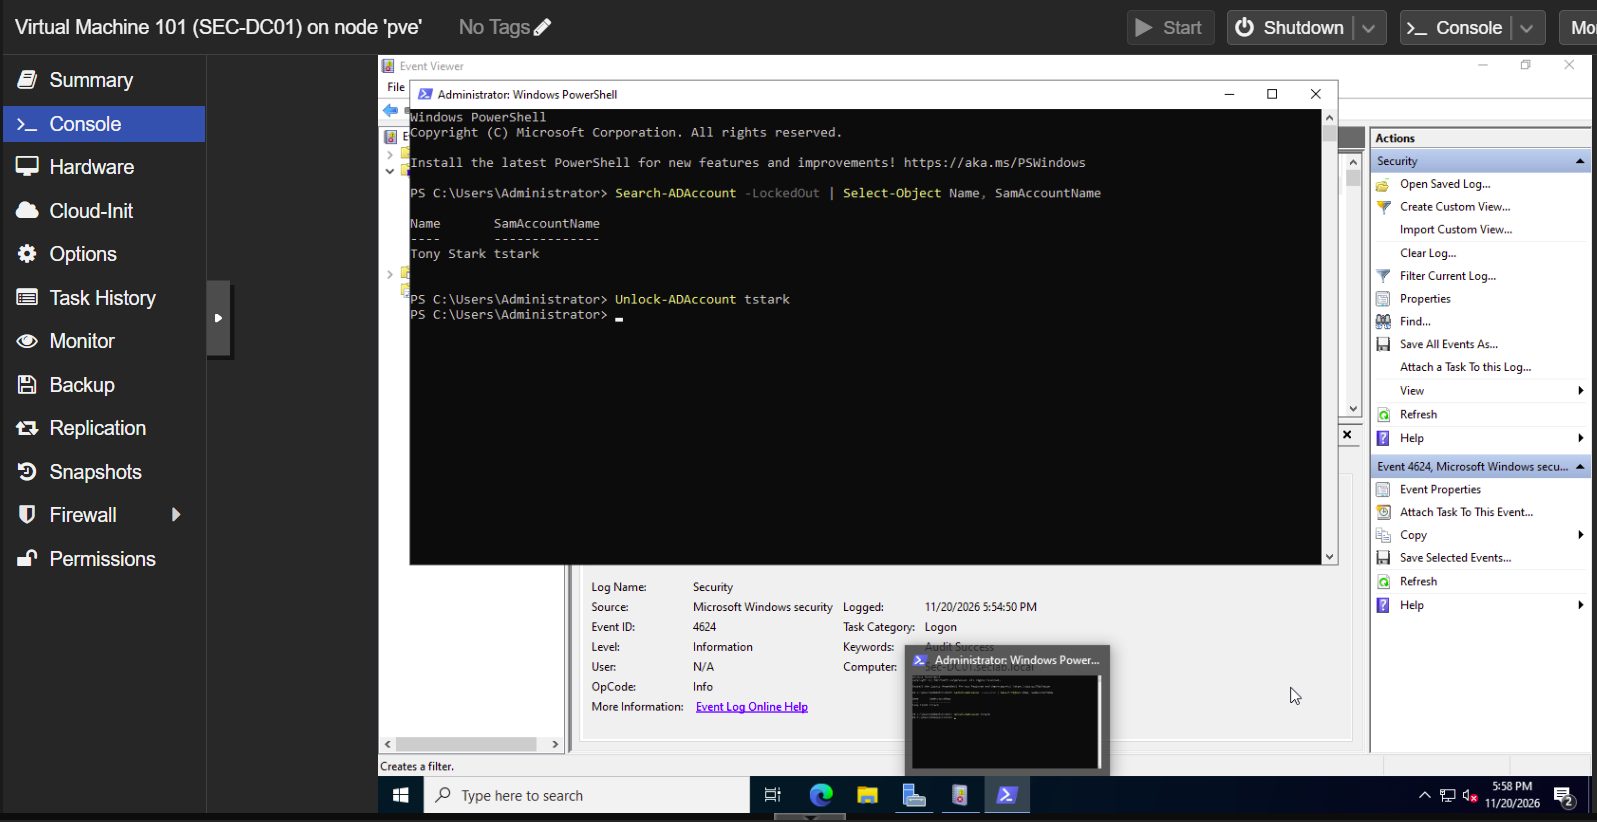 Virtual Machine 101 (SEC-DC01) on node 'pve'
No Tags
Start
Shutdown
Console
Summary
Console
Hardware
Cloud-Init
Options
Task History
Monitor
Backup
Replication
Snapshots
Firewall
Permissions
Event Viewer
File
Administrator: Windows PowerShell
Windows PowerShell
Copyright (C) Microsoft Corporation. All rights reserved.
Install the latest PowerShell for new features and improvements! https://aka.ms/PSWindows
PS C:\Users\Administrator> Search-ADAccount -LockedOut | Select-Object Name, SamAccountName
Name SamAccountName
---- --------------
Tony Stark tstark
PS C:\Users\Administrator> Unlock-ADAccount tstark
PS C:\Users\Administrator>
Actions
Security
Open Saved Log...
Create Custom View...
Import Custom View...
Clear Log...
Filter Current Log...
Properties
Find...
Save All Events As...
Attach a Task To this Log...
View
Refresh
Help
Event 4624, Microsoft Windows secu...
Event Properties
Attach Task To This Event...
Copy
Save Selected Events...
Refresh
Help
Log Name: Security
Source: Microsoft Windows security Logged: 11/20/2026 5:54:50 PM
Event ID: 4624 Task Category: Logon
Level: Information Keywords: Audit Success
User: N/A Computer: Sec-DC01.seclab.local
OpCode: Info
More Information: Event Log Online Help
Administrator: Windows Power...
Creates a filter.
Type here to search
5:58 PM
11/20/2026
2